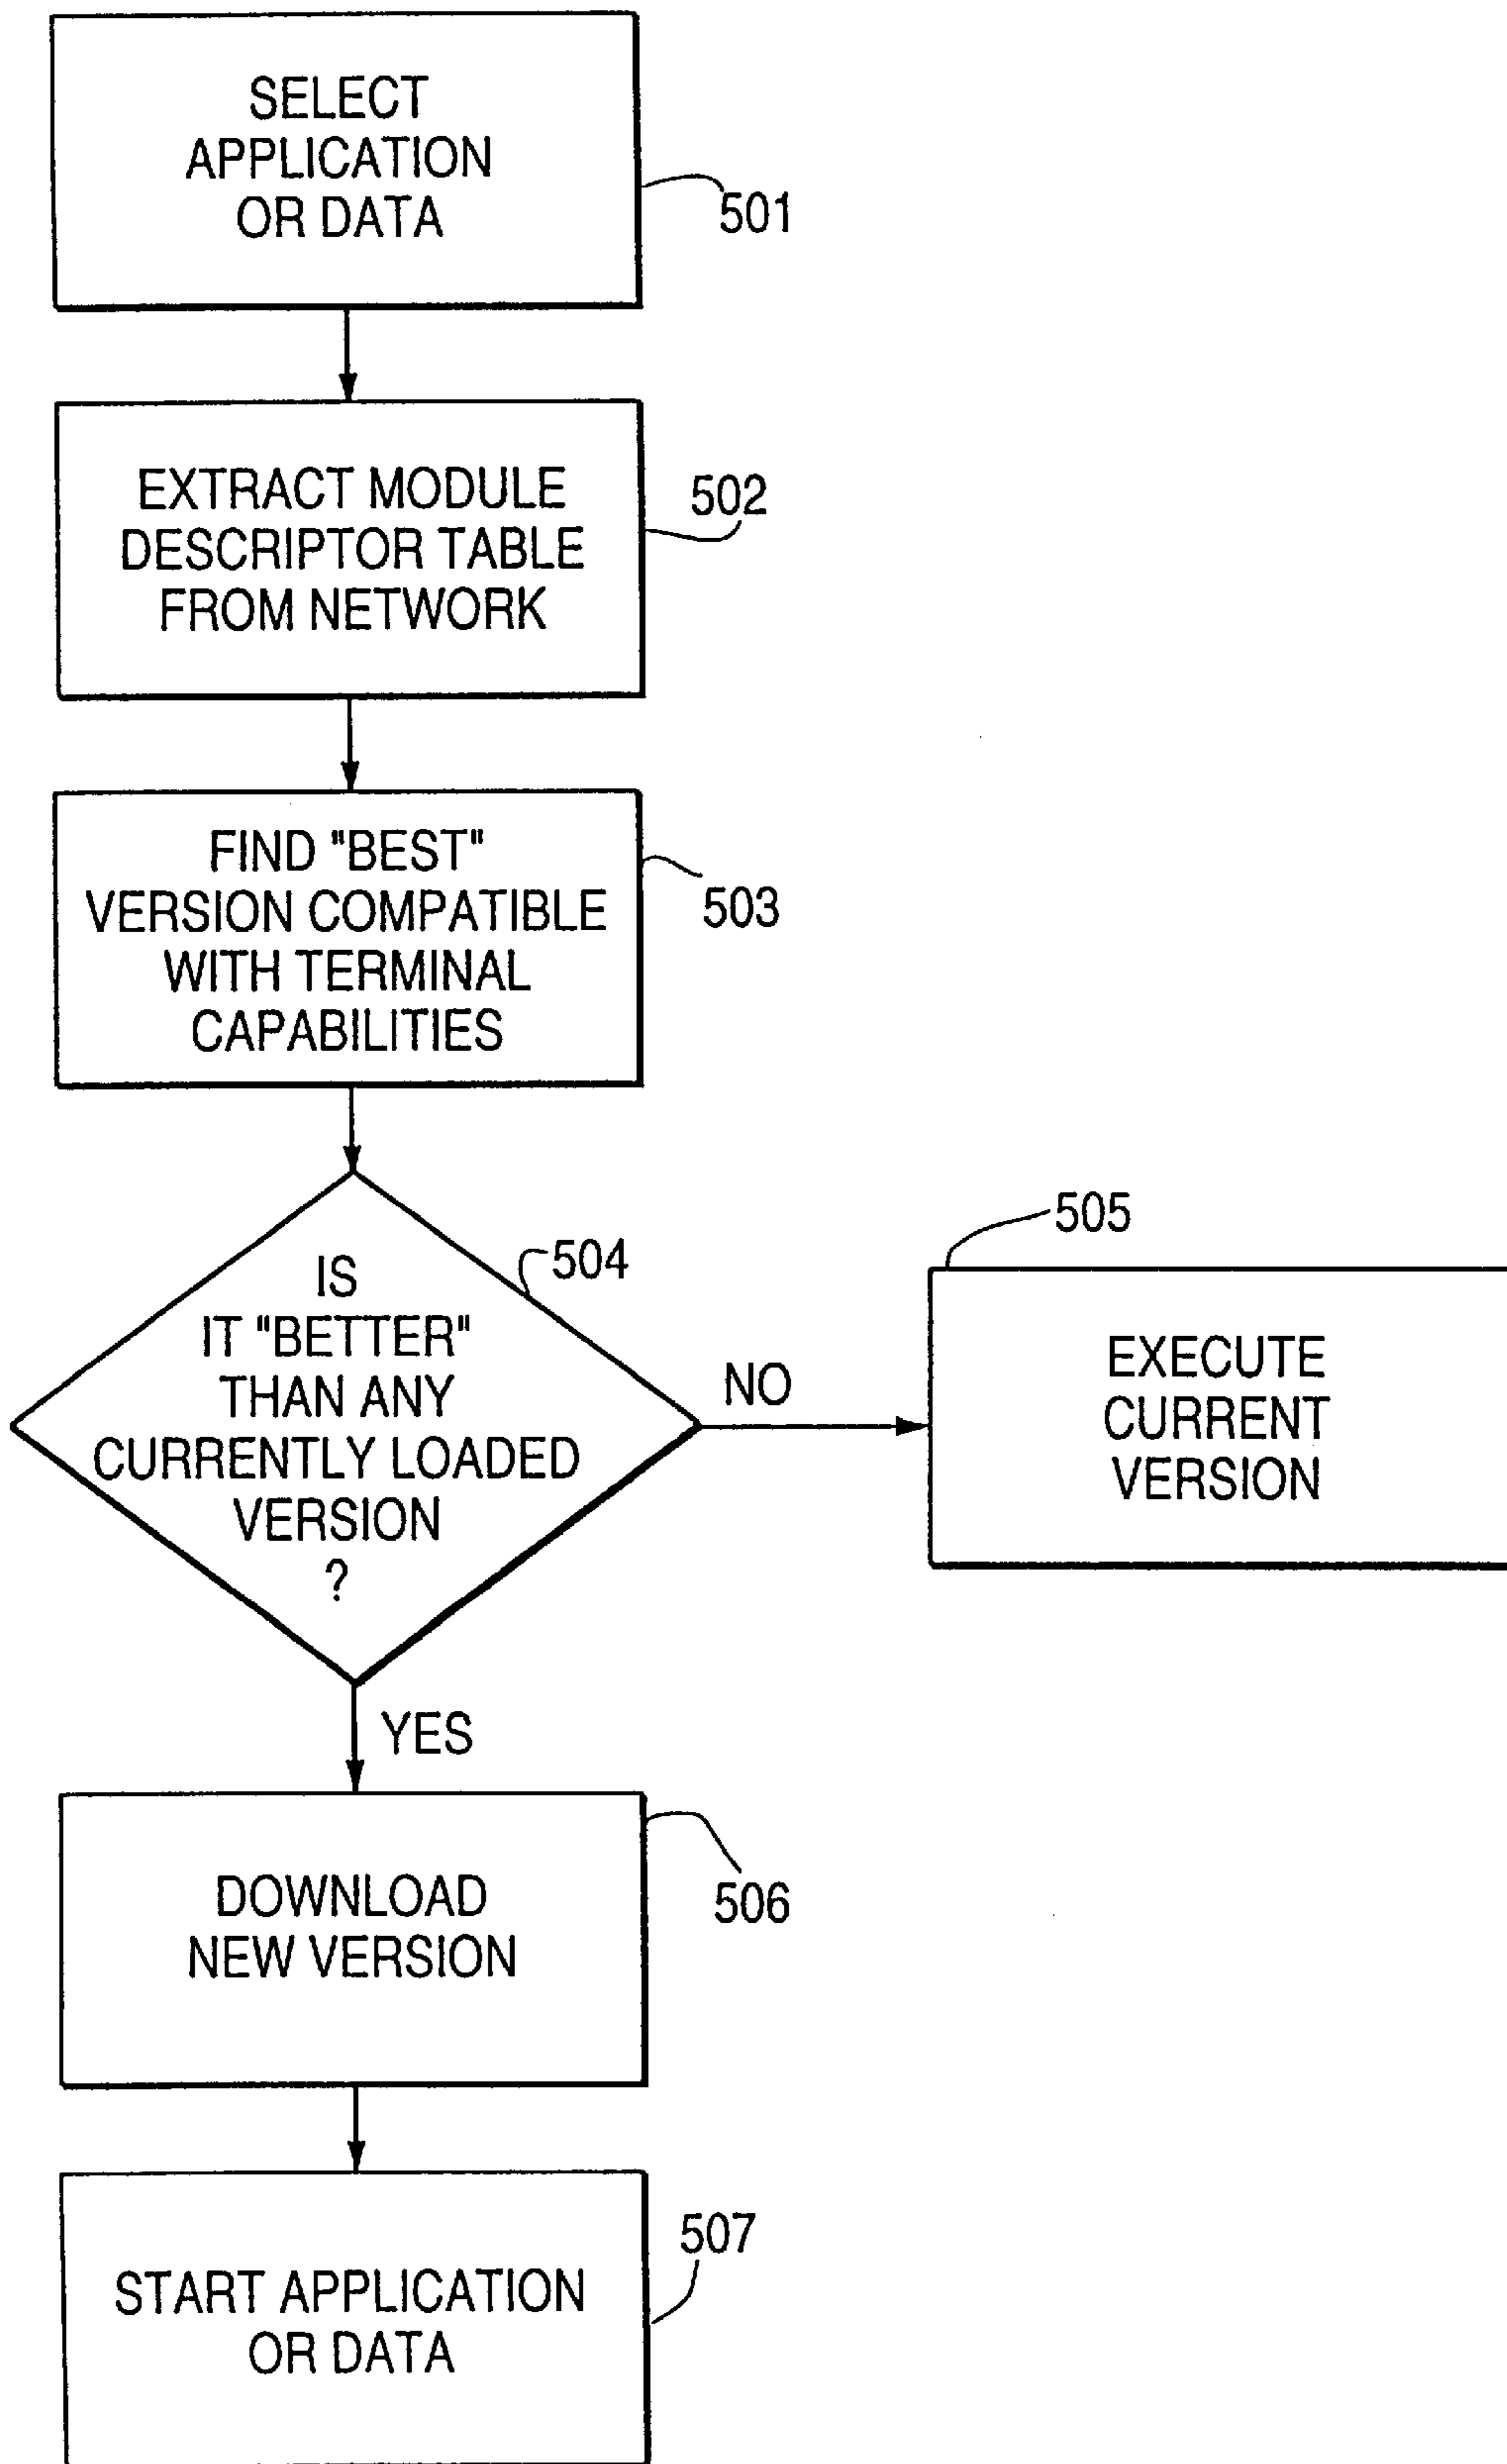 SELECT
APPLICATION
OR DATA
501
EXTRACT MODULE
DESCRIPTOR TABLE
FROM NETWORK
502
FIND "BEST"
VERSION COMPATIBLE
WITH TERMINAL
CAPABILITIES
503
IS
IT "BETTER"
THAN ANY
CURRENTLY LOADED
VERSION
?
504
NO
505
EXECUTE
CURRENT
VERSION
YES
DOWNLOAD
NEW VERSION
506
START APPLICATION
OR DATA
507